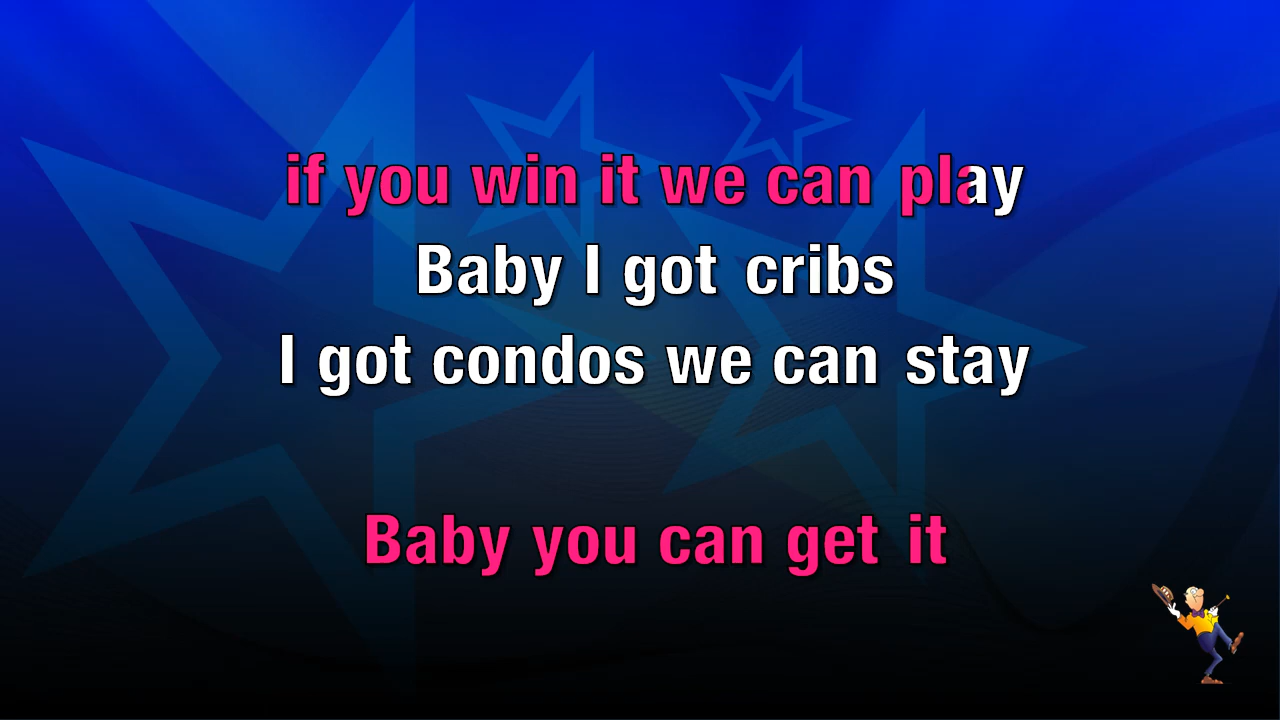 if you win it we can play
Baby I got cribs
I got condos we can stay
Baby you can get it